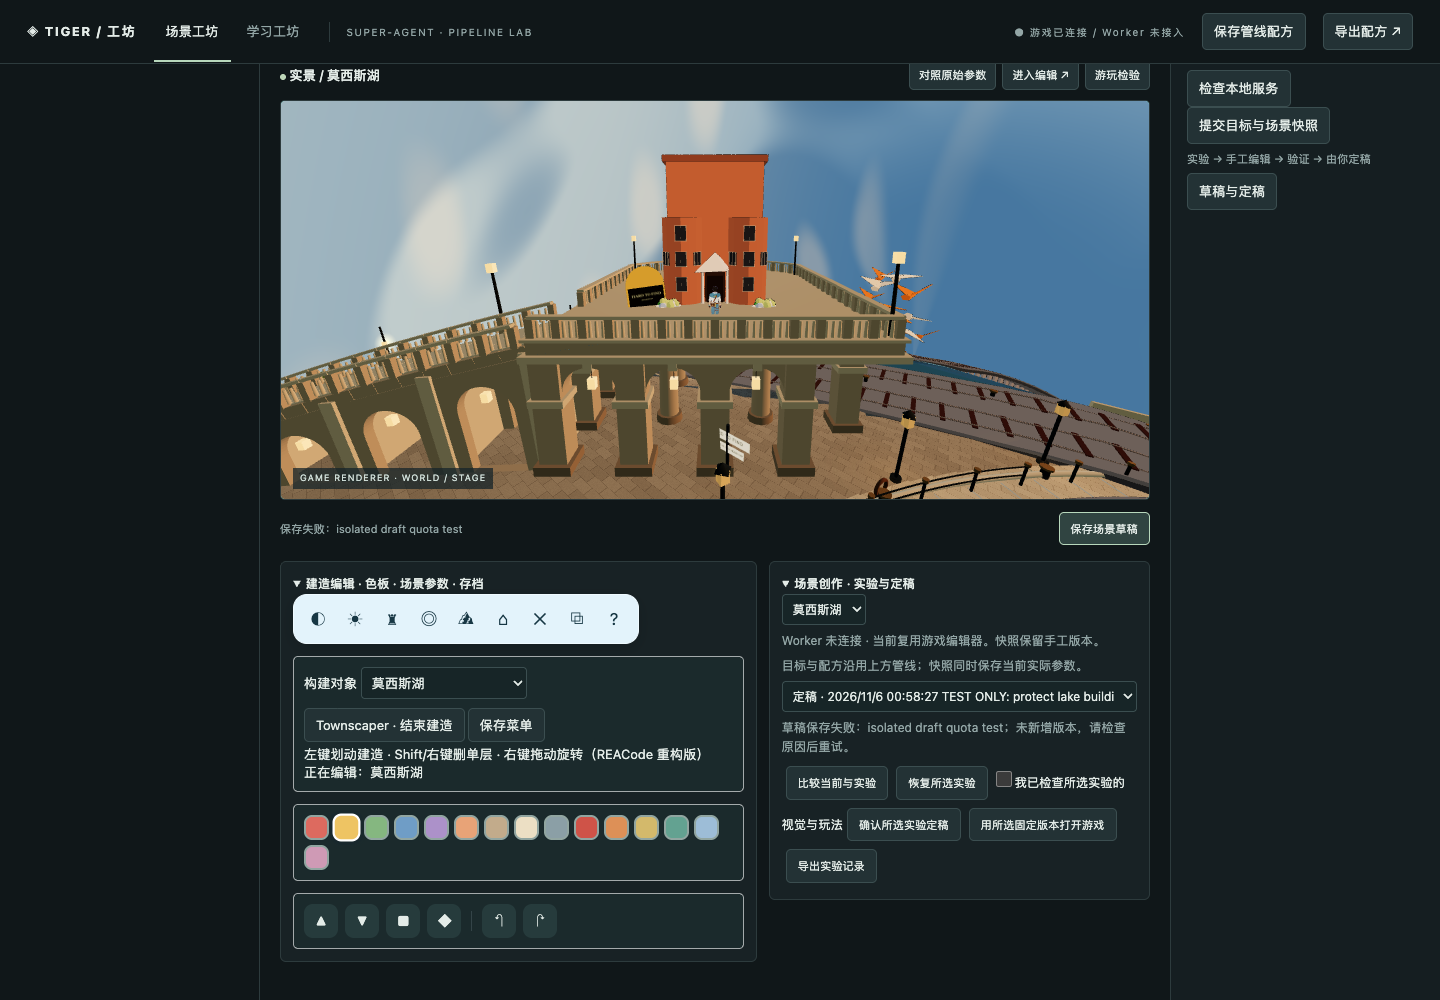 ◈ TIGER / 工坊
场景工坊
学习工坊
SUPER-AGENT · PIPELINE LAB
游戏已连接 / Worker 未接入
保存管线配方
导出配方 ↗
实景 / 莫西斯湖
对照原始参数
进入编辑 ↗
游玩检验
检查本地服务
提交目标与场景快照
实验 → 手工编辑 → 验证 → 由你定稿
草稿与定稿
GAME RENDERER · WORLD / STAGE
保存失败：isolated draft quota test
保存场景草稿
▼ 建造编辑 · 色板 · 场景参数 · 存档
?
构建对象
莫西斯湖
Townscaper · 结束建造
保存菜单
左键划动建造 · Shift/右键删单层 · 右键拖动旋转（REACode 重构版）
正在编辑：莫西斯湖
▼ 场景创作 · 实验与定稿
莫西斯湖
Worker 未连接 · 当前复用游戏编辑器。快照保留手工版本。
目标与配方沿用上方管线；快照同时保存当前实际参数。
定稿 · 2026/11/6 00:58:27 TEST ONLY: protect lake buildi
草稿保存失败：isolated draft quota test；未新增版本，请检查
原因后重试。
比较当前与实验
恢复所选实验
我已检查所选实验的
视觉与玩法
确认所选实验定稿
用所选固定版本打开游戏
导出实验记录